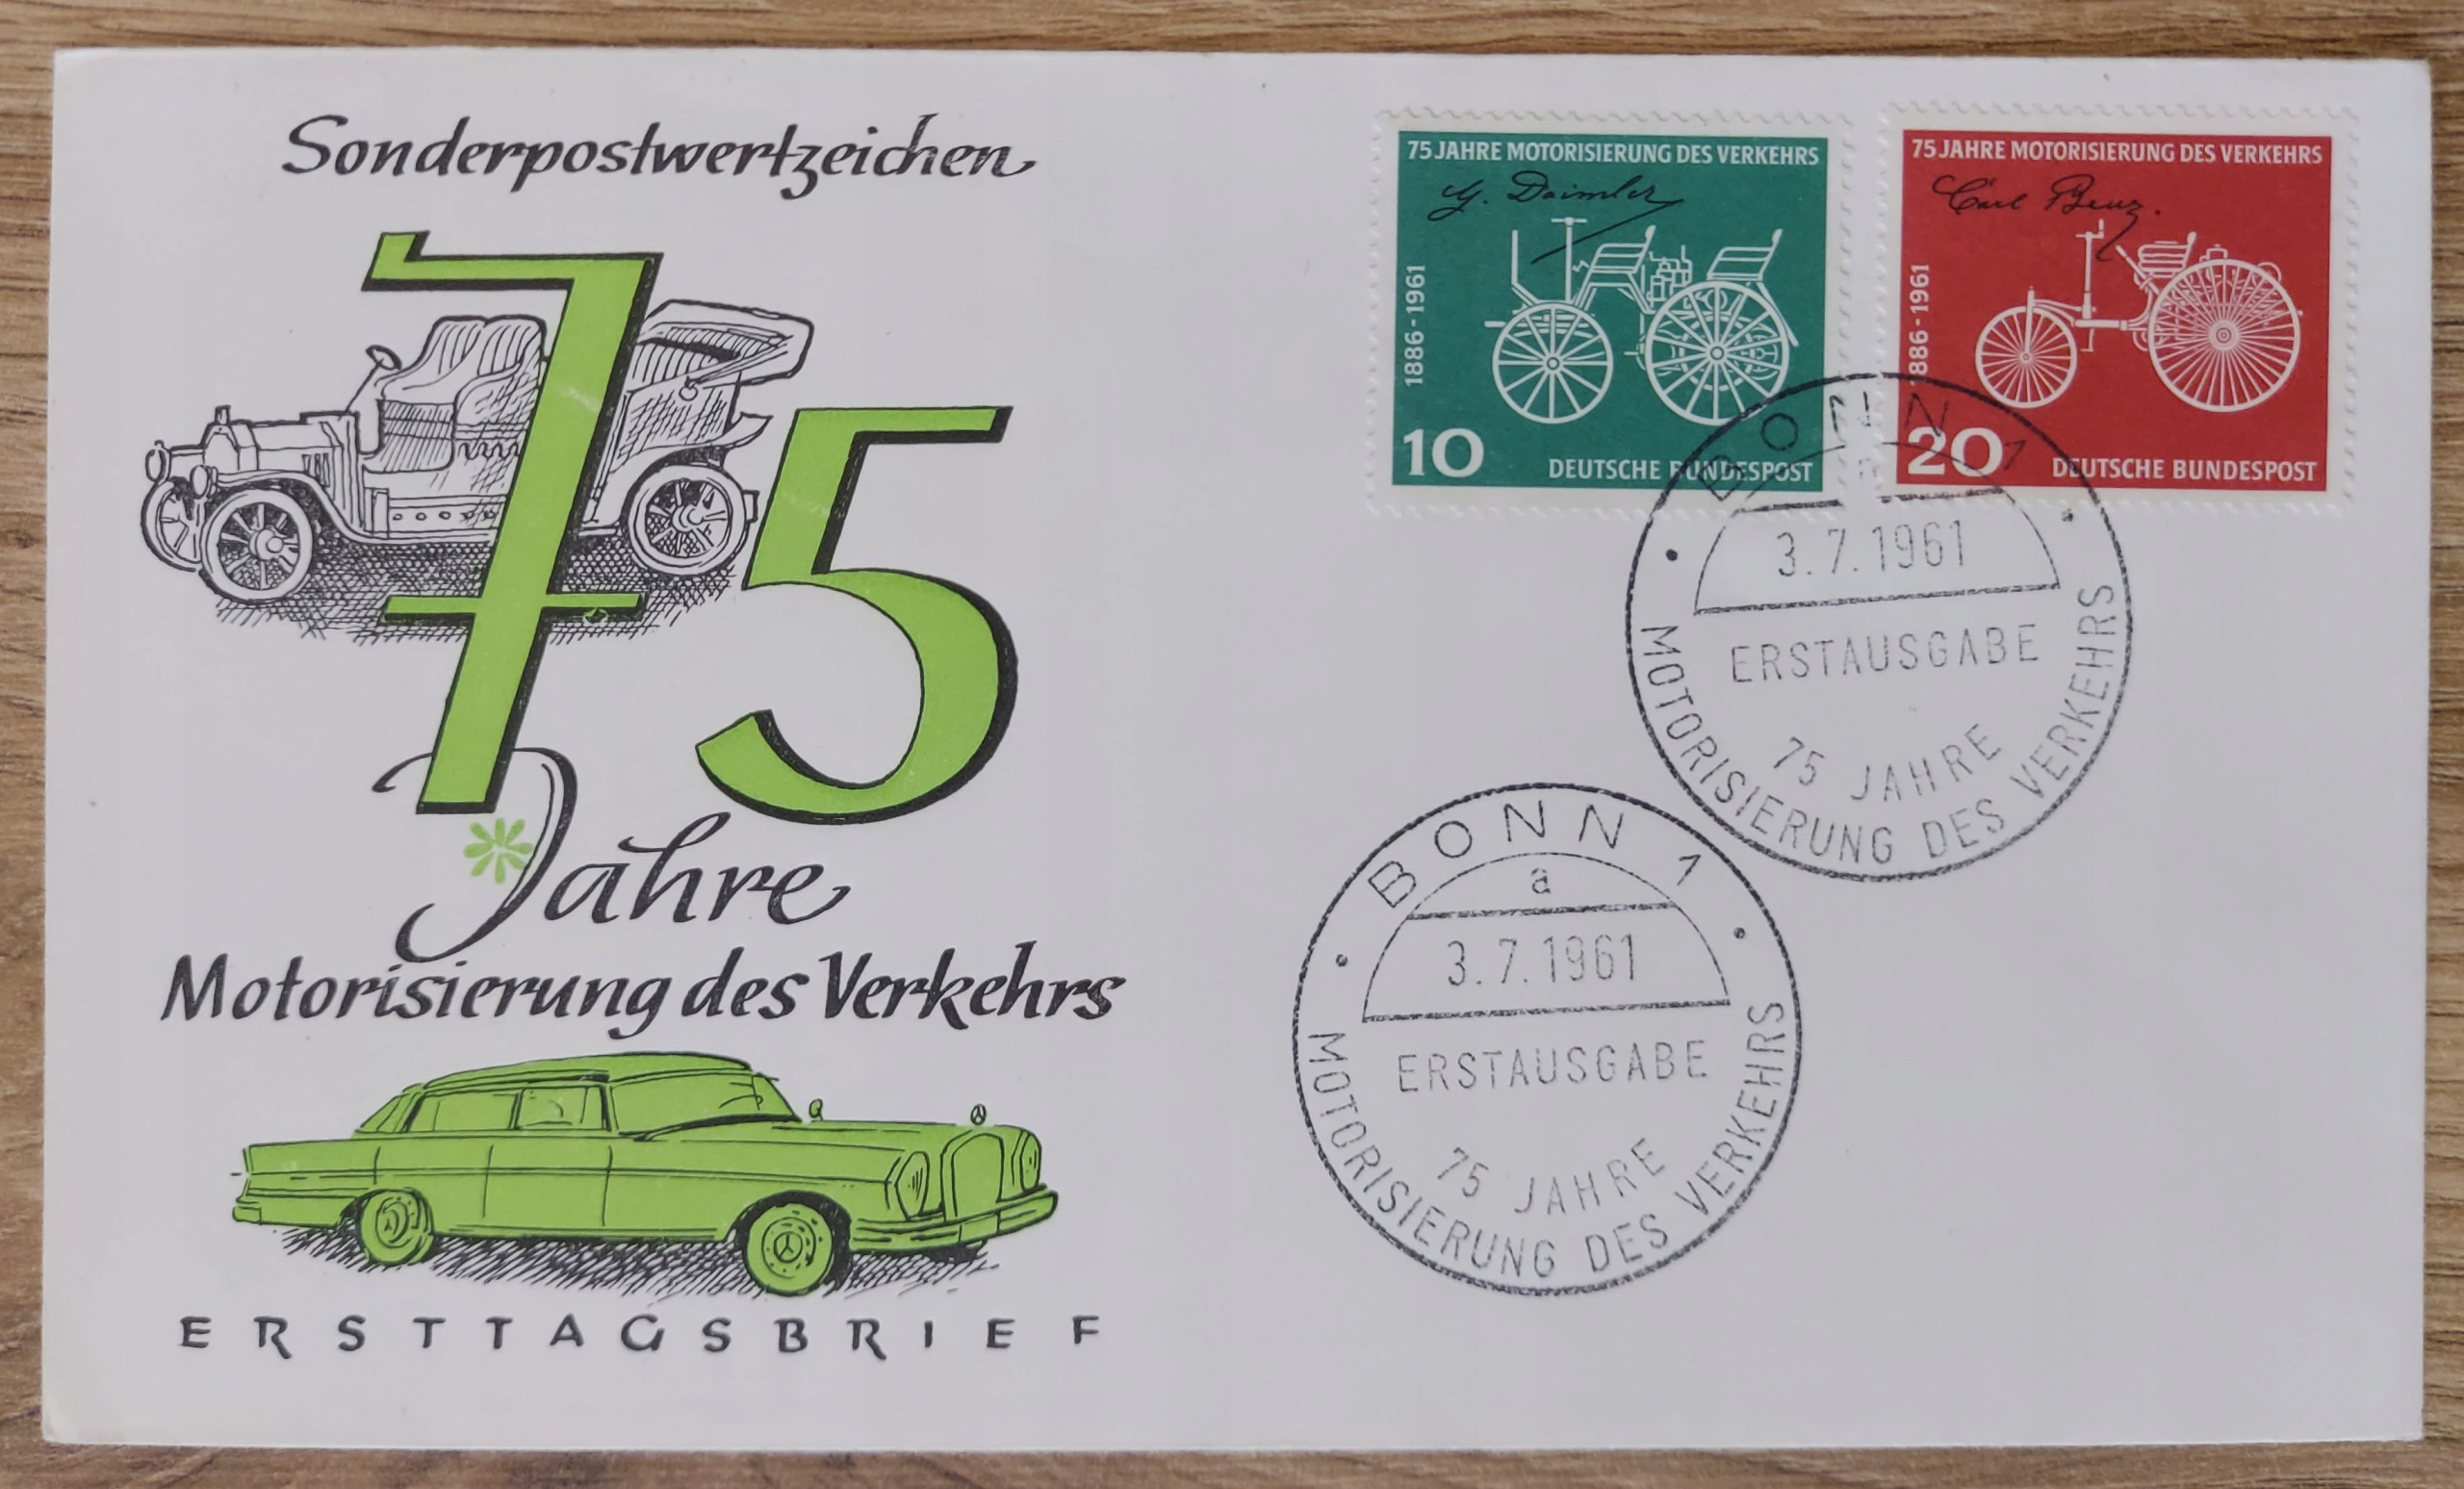 Sonderpostwertzeichen
75
Jahre
Motorisierung des Verkehrs
ERSTTAGSBRIEF
75 JAHRE MOTORISIERUNG DES VERKEHRS
G. Daimler
1886-1961
10
DEUTSCHE BUNDESPOST
75 JAHRE MOTORISIERUNG DES VERKEHRS
Carl Benz.
1886-1961
20
DEUTSCHE BUNDESPOST
BONN 1
3.7.1961
ERSTAUSGABE
75 JAHRE
MOTORISIERUNG DES VERKEHRS
BONN 1
a
3.7.1961
ERSTAUSGABE
75 JAHRE
MOTORISIERUNG DES VERKEHRS